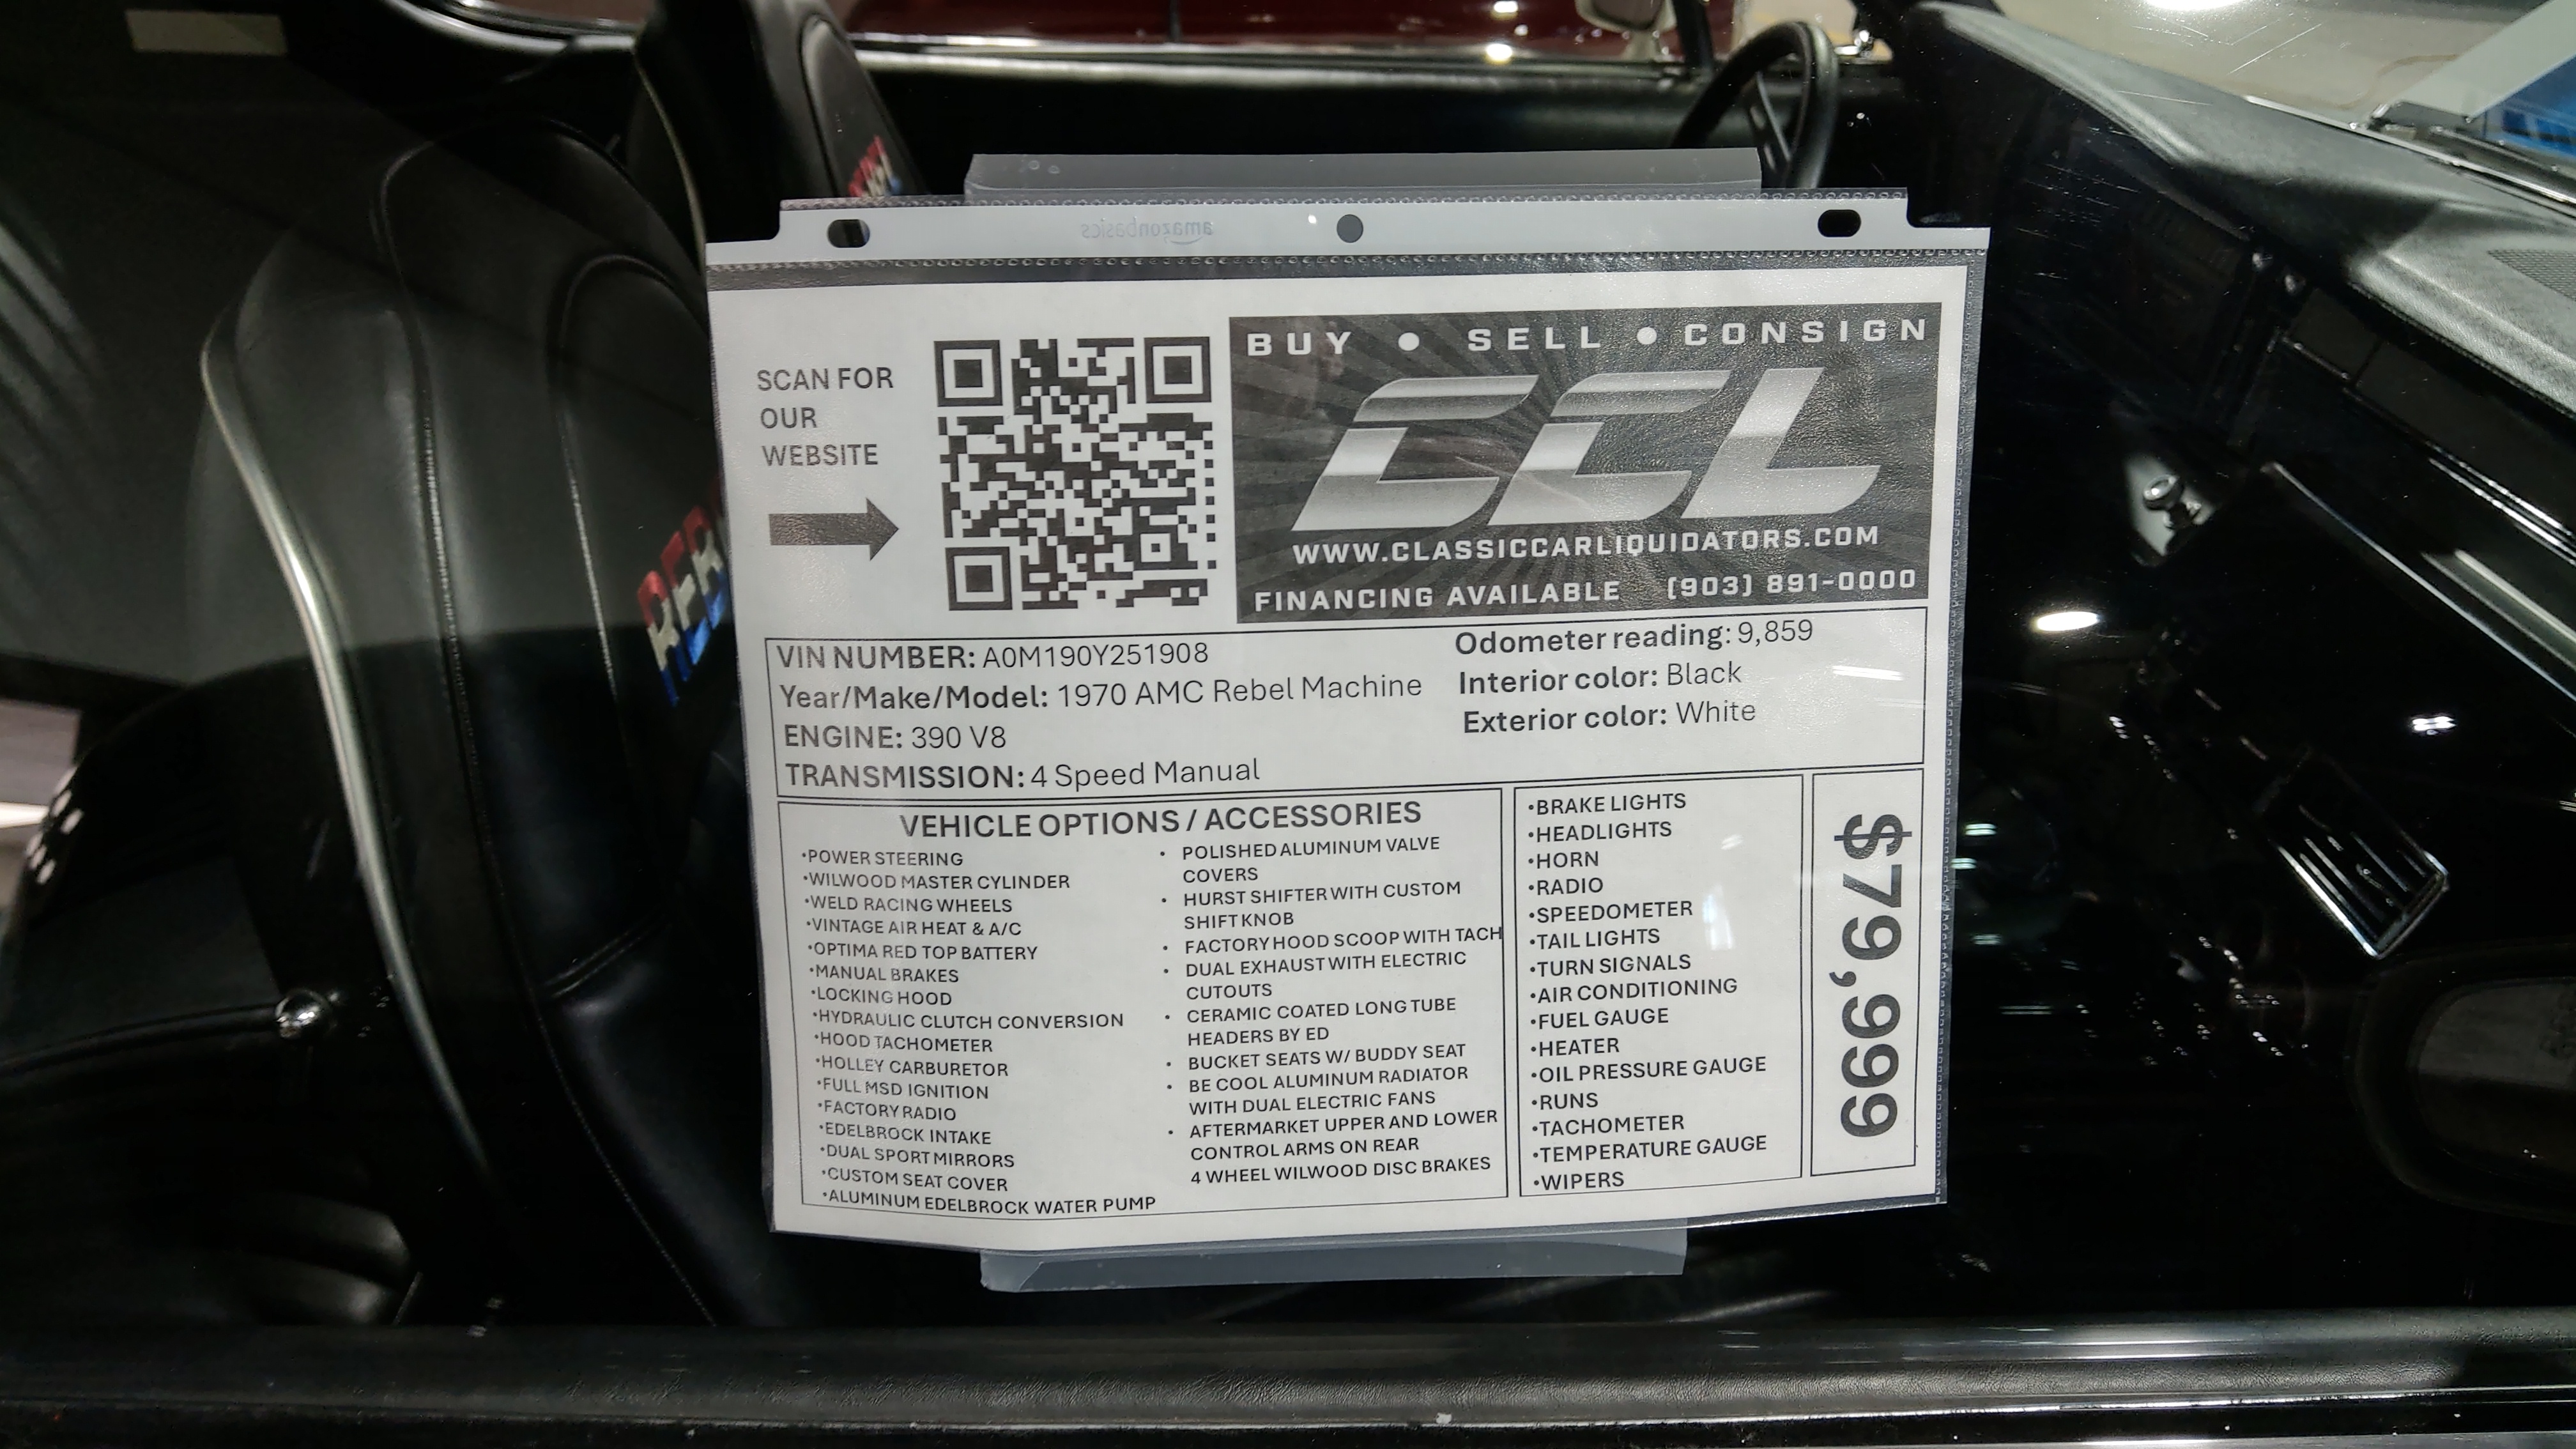 amazonbasics
SCAN FOR
OUR
WEBSITE
BUY • SELL • CONSIGN
CCL
WWW.CLASSICCARLIQUIDATORS.COM
FINANCING AVAILABLE (903) 891-0000
VIN NUMBER: A0M190Y251908
Year/Make/Model: 1970 AMC Rebel Machine
ENGINE: 390 V8
TRANSMISSION: 4 Speed Manual
Odometer reading: 9,859
Interior color: Black
Exterior color: White
VEHICLE OPTIONS / ACCESSORIES
•POWER STEERING
•WILWOOD MASTER CYLINDER
•WELD RACING WHEELS
•VINTAGE AIR HEAT & A/C
•OPTIMA RED TOP BATTERY
•MANUAL BRAKES
•LOCKING HOOD
•HYDRAULIC CLUTCH CONVERSION
•HOOD TACHOMETER
•HOLLEY CARBURETOR
•FULL MSD IGNITION
•FACTORY RADIO
•EDELBROCK INTAKE
•DUAL SPORT MIRRORS
•CUSTOM SEAT COVER
•ALUMINUM EDELBROCK WATER PUMP
• POLISHED ALUMINUM VALVE
COVERS
• HURST SHIFTER WITH CUSTOM
SHIFT KNOB
• FACTORY HOOD SCOOP WITH TACH
• DUAL EXHAUST WITH ELECTRIC
CUTOUTS
• CERAMIC COATED LONG TUBE
HEADERS BY ED
• BUCKET SEATS W/ BUDDY SEAT
• BE COOL ALUMINUM RADIATOR
WITH DUAL ELECTRIC FANS
• AFTERMARKET UPPER AND LOWER
CONTROL ARMS ON REAR
4 WHEEL WILWOOD DISC BRAKES
•BRAKE LIGHTS
•HEADLIGHTS
•HORN
•RADIO
•SPEEDOMETER
•TAIL LIGHTS
•TURN SIGNALS
•AIR CONDITIONING
•FUEL GAUGE
•HEATER
•OIL PRESSURE GAUGE
•RUNS
•TACHOMETER
•TEMPERATURE GAUGE
•WIPERS
$79,999